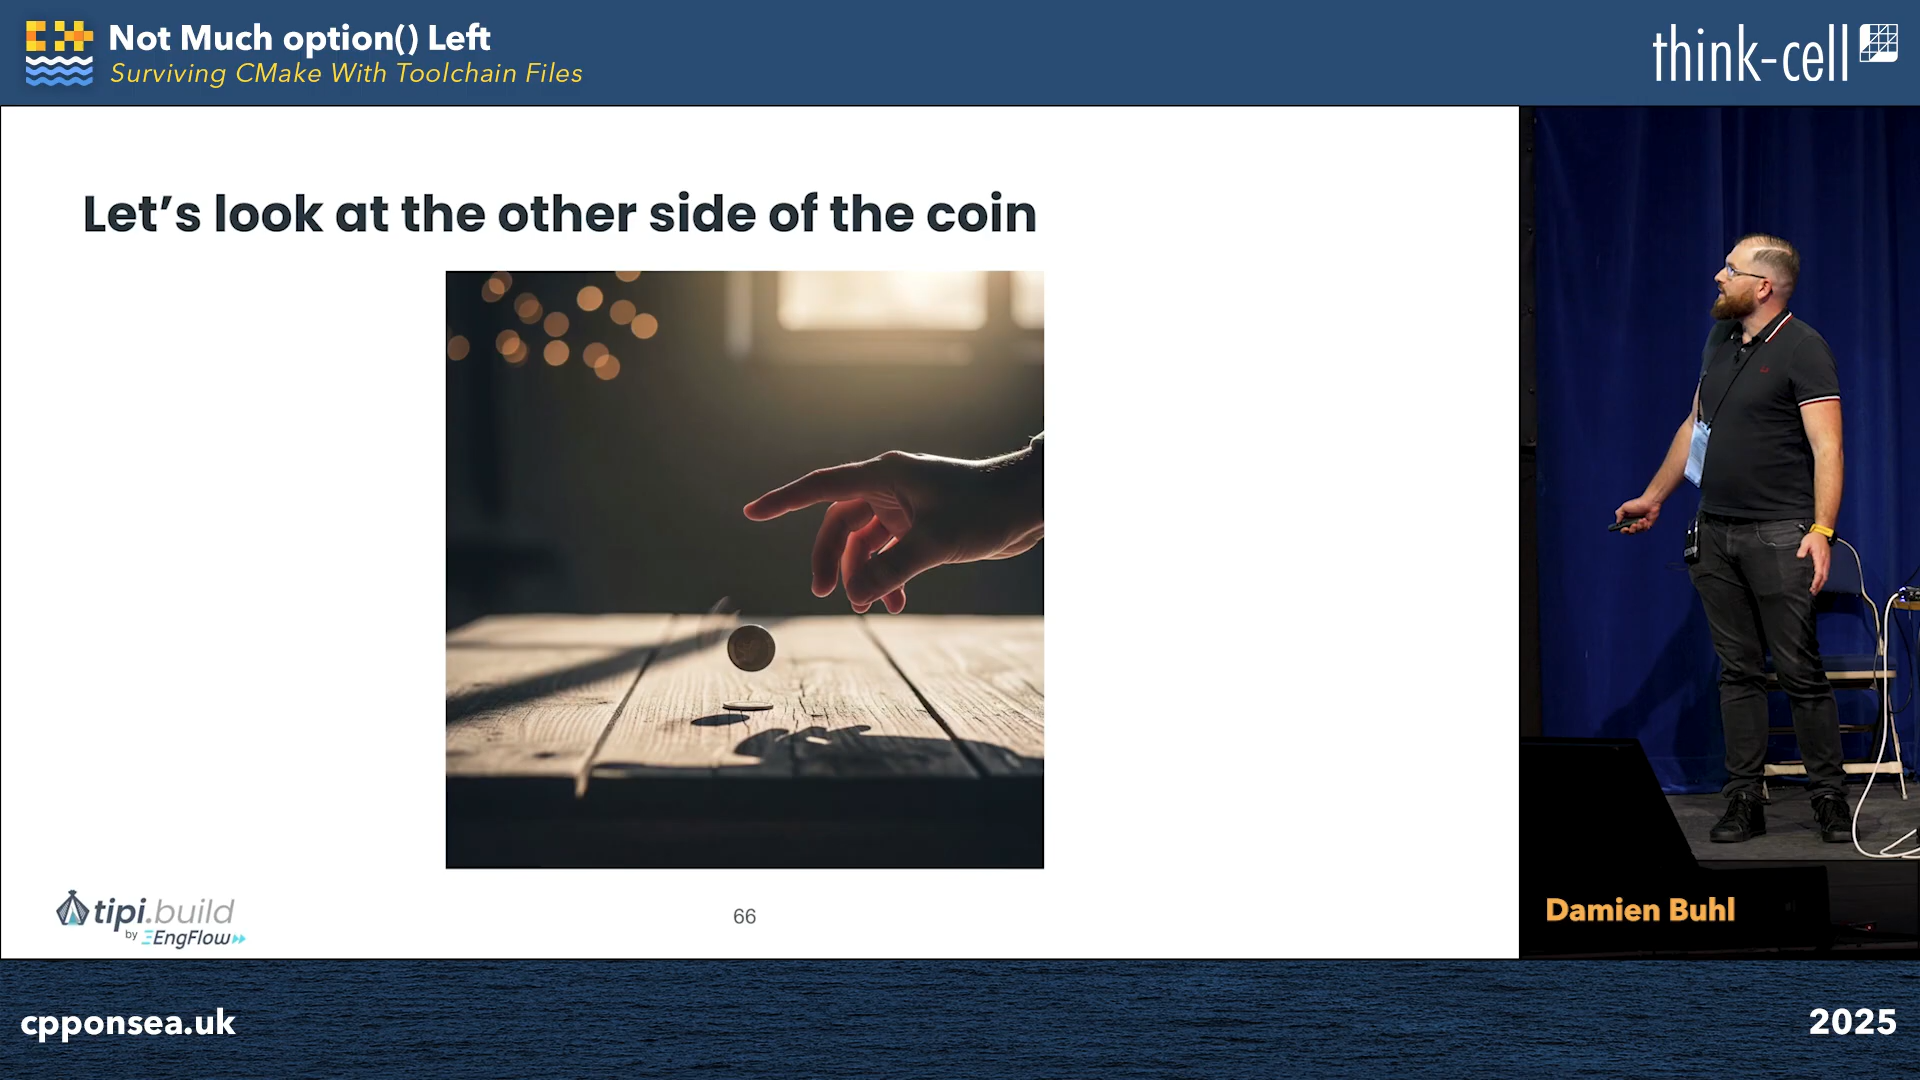 Not Much option() Left
Surviving CMake With Toolchain Files
think-cell
Let's look at the other side of the coin
tipi.build
by EngFlow
66
Damien Buhl
cpponsea.uk
2025